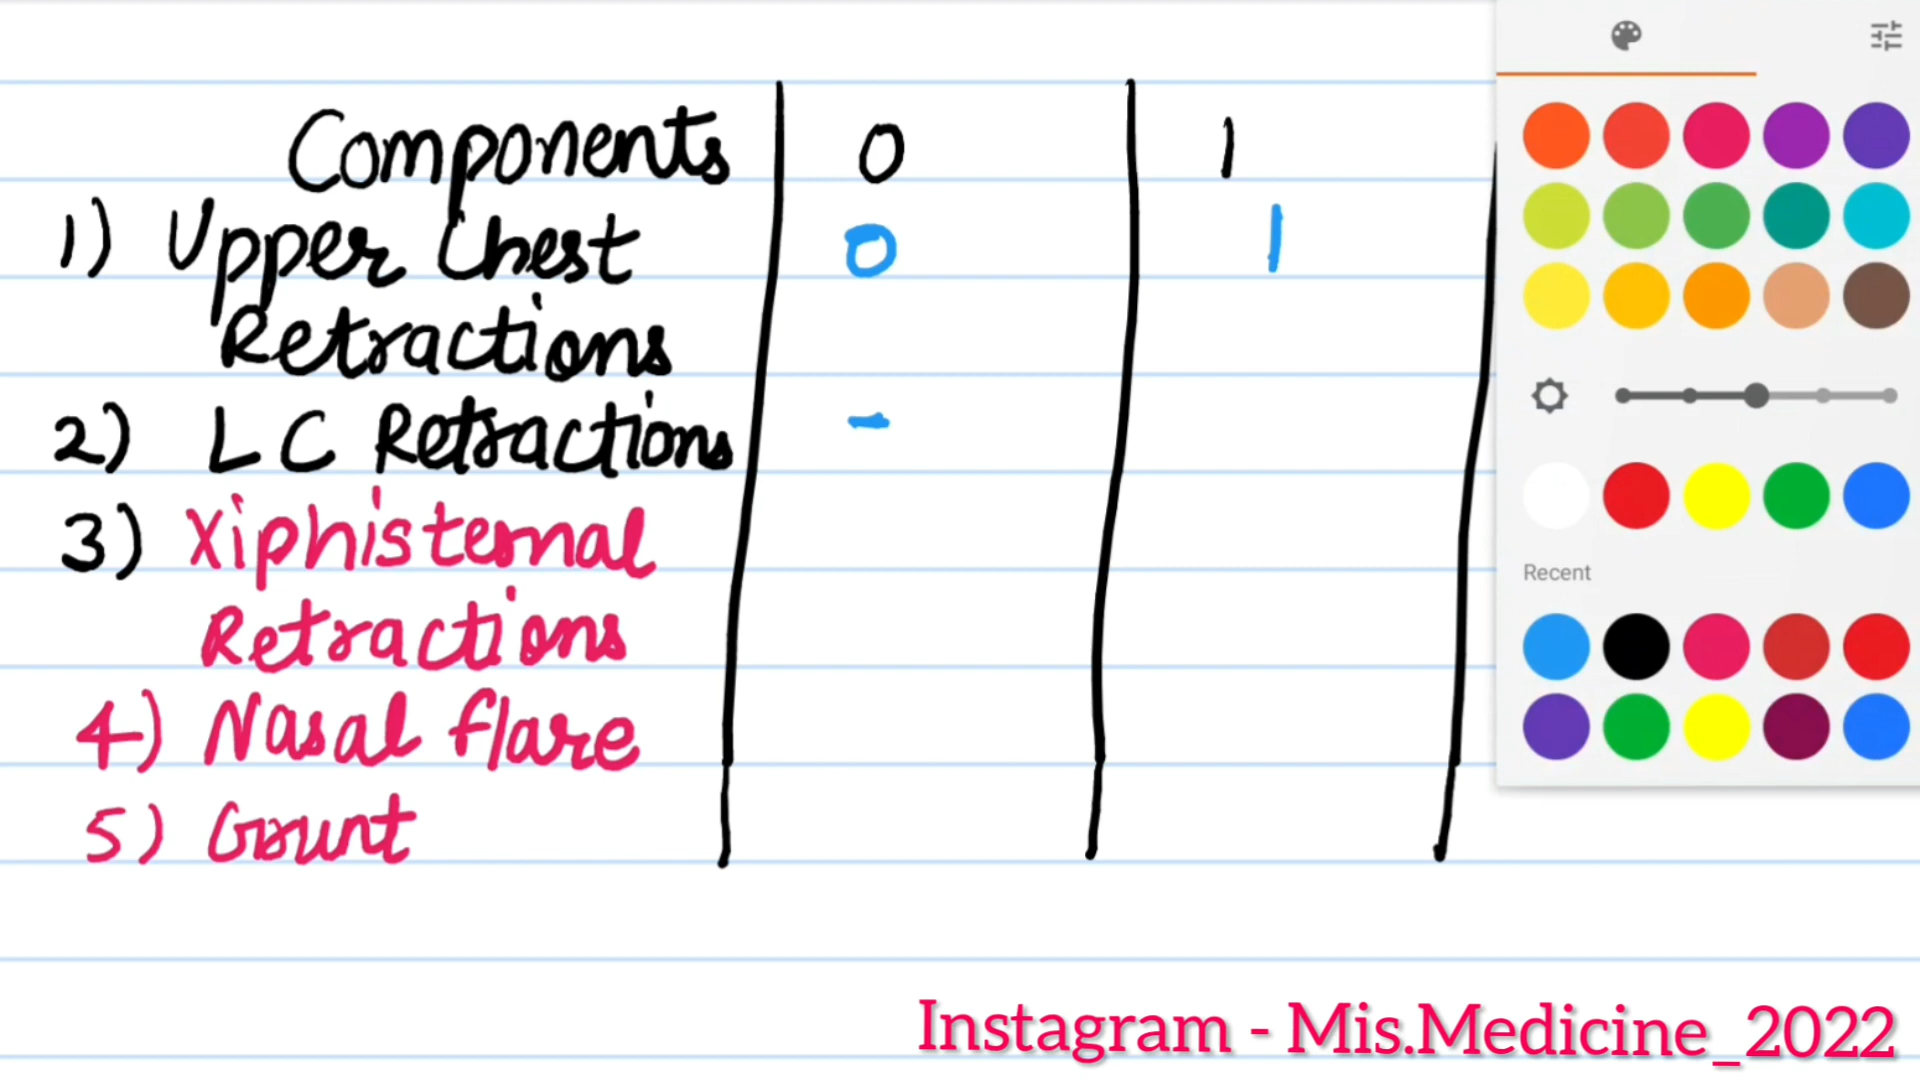 Components 0 1
1) Upper Chest 0 1
Retractions
2) LC Retractions -
3) Xiphisternal
Retractions
4) Nasal flare
5) Grunt
Recent
Instagram - Mis.Medicine_2022